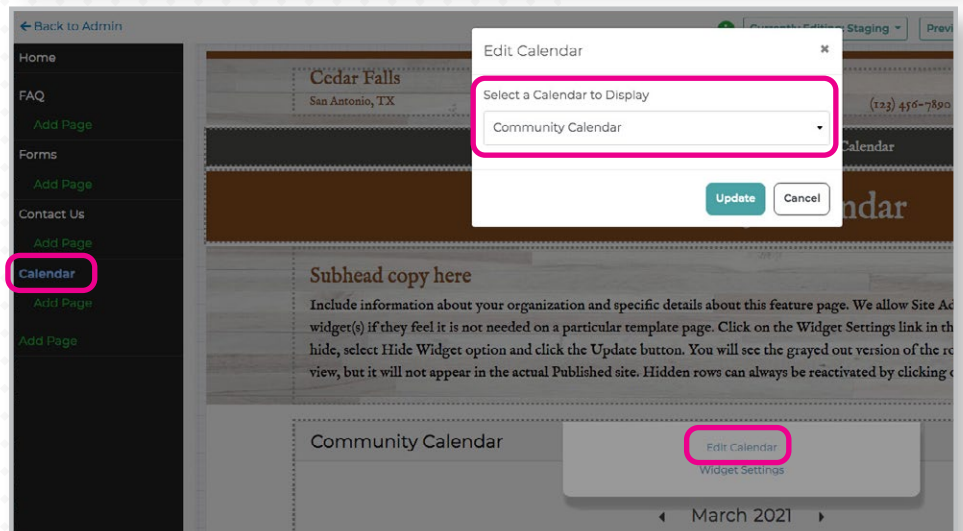 Back to Admin
Currently Editing: Staging
Home
FAQ
Add Page
Forms
Add Page
Contact Us
Add Page
Calendar
Add Page
Add Page
Edit Calendar
Select a Calendar to Display
Community Calendar
Update
Cancel
Cedar Falls
San Antonio, TX
(123) 456-7890
Calendar
Subhead copy here
Include information about your organization and specific details about this feature page. We allow Site
widget(s) if they feel it is not needed on a particular template page. Click on the Widget Settings link in
hide, select Hide Widget option and click the Update button. You will see the grayed out version of the
view, but it will not appear in the actual Published site. Hidden rows can always be reactivated by clicking
Community Calendar
Edit Calendar
Widget Settings
March 2021